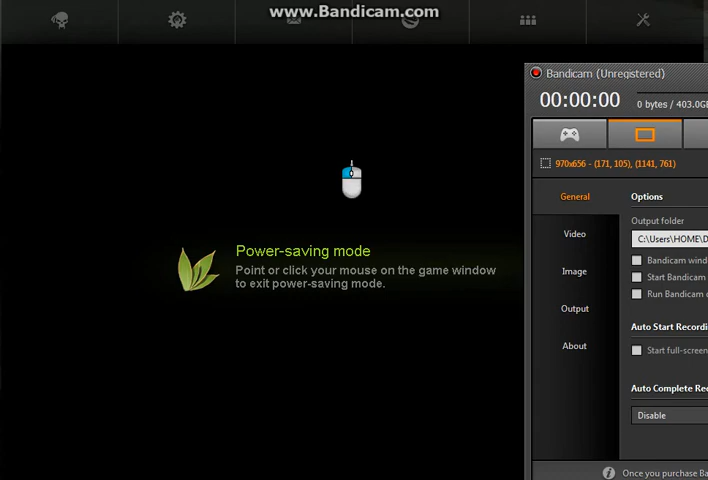 www.Bandicam.com
Bandicam (Unregistered)
00:00:00
0 bytes / 403.0GB
970x656 - (171, 105), (1141, 761)
General
Options
Output folder
Video
C:\Users\HOME\D
Bandicam wind
Power-saving mode
Point or click your mouse on the game window
to exit power-saving mode.
Image
Start Bandicam
Run Bandicam
Output
Auto Start Recordi
About
Start full-screen
Auto Complete Rec
Disable
Once you purchase Ba